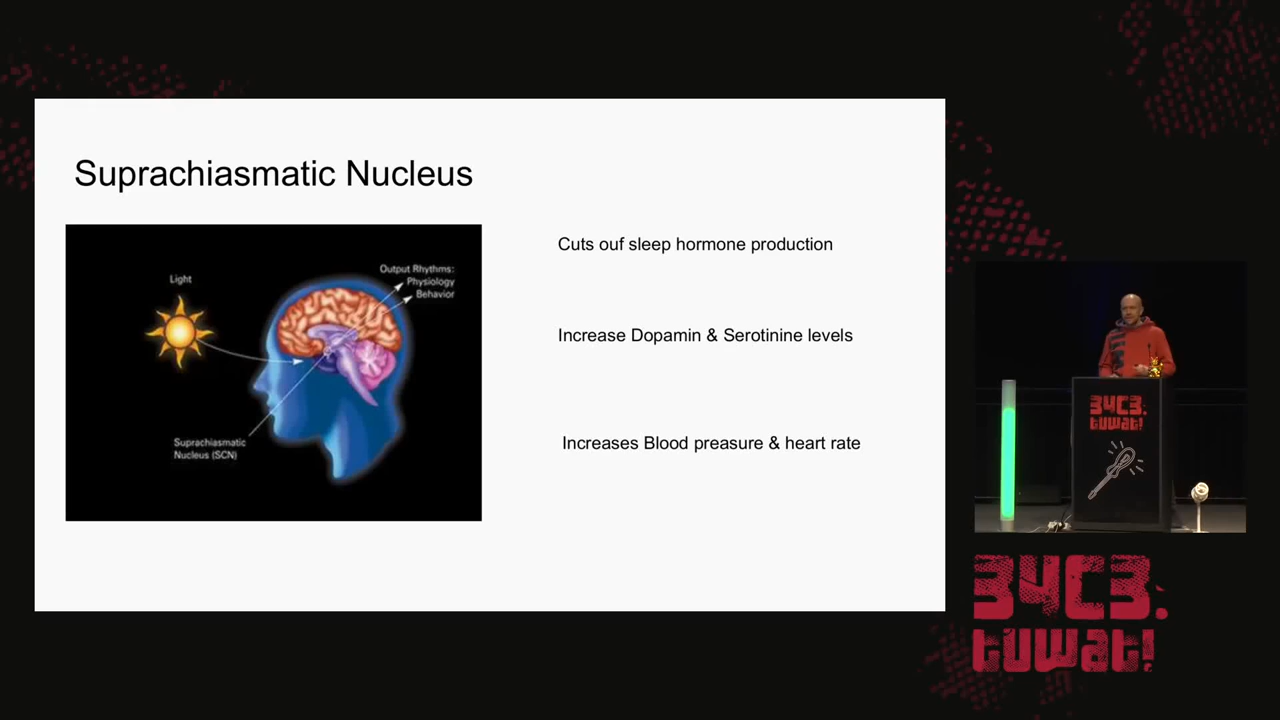 Suprachiasmatic Nucleus
Light
Output Rhythms:
Physiology
Behavior
Suprachiasmatic
Nucleus (SCN)
Cuts ouf sleep hormone production
Increase Dopamin & Serotinine levels
Increases Blood preasure & heart rate
34C3.
tuwat!
34C3.
tuwat!